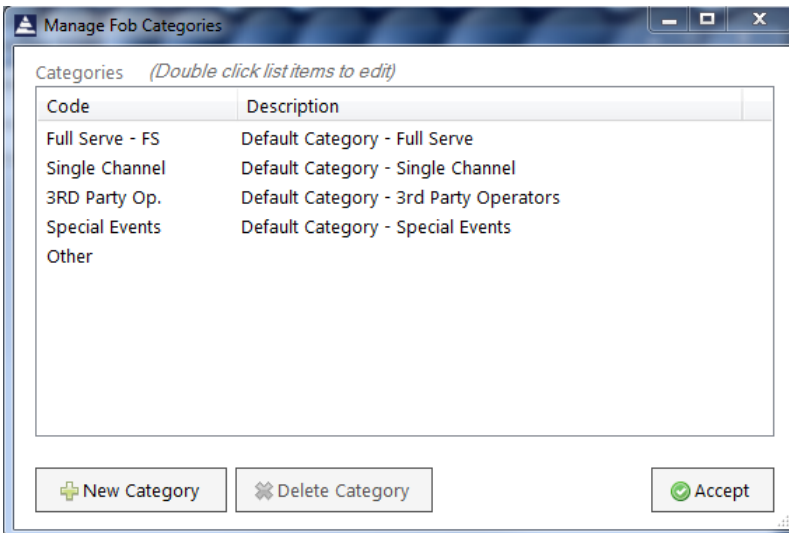 Manage Fob Categories
Categories (Double click list items to edit)
Code Description
Full Serve - FS Default Category - Full Serve
Single Channel Default Category - Single Channel
3RD Party Op. Default Category - 3rd Party Operators
Special Events Default Category - Special Events
Other
New Category Delete Category Accept